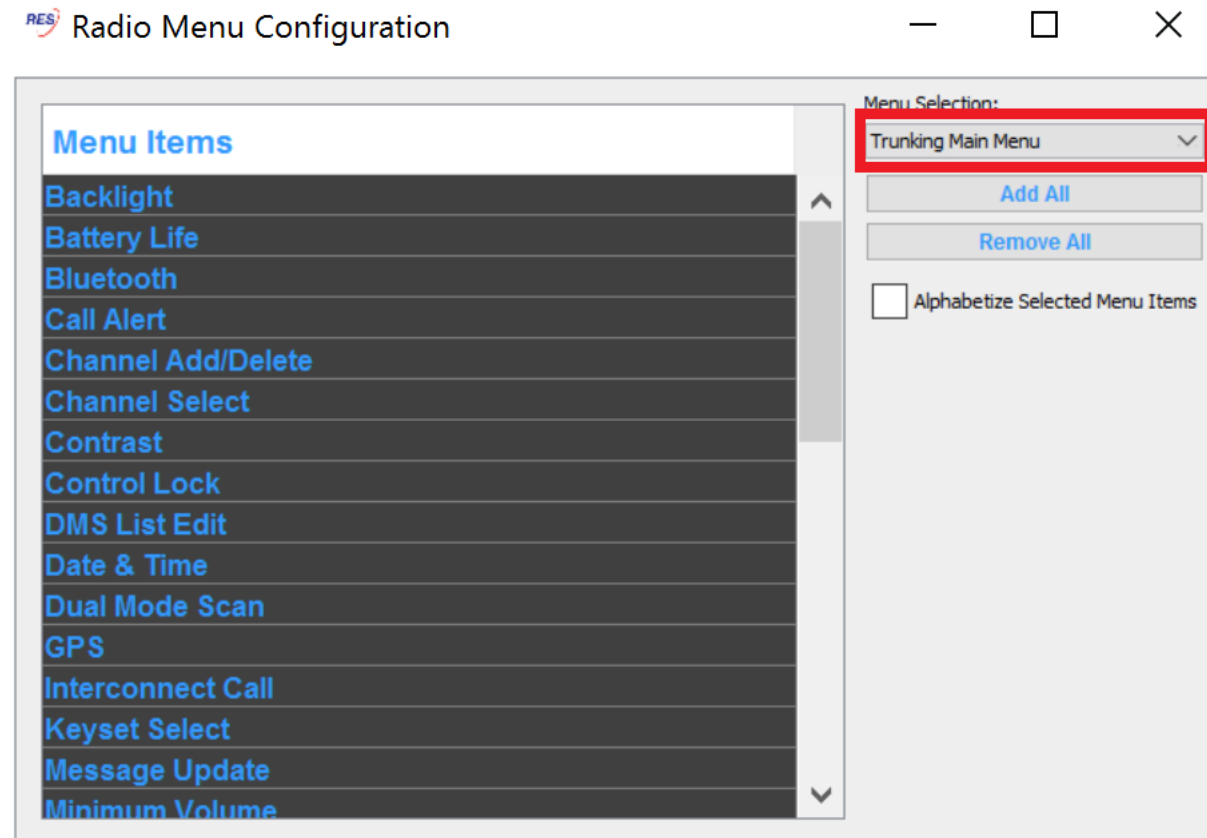 RES Radio Menu Configuration
Menu Selection:
Trunking Main Menu
Add All
Remove All
Alphabetize Selected Menu Items
Menu Items
Backlight
Battery Life
Bluetooth
Call Alert
Channel Add/Delete
Channel Select
Contrast
Control Lock
DMS List Edit
Date & Time
Dual Mode Scan
GPS
Interconnect Call
Keyset Select
Message Update
Minimum Volume